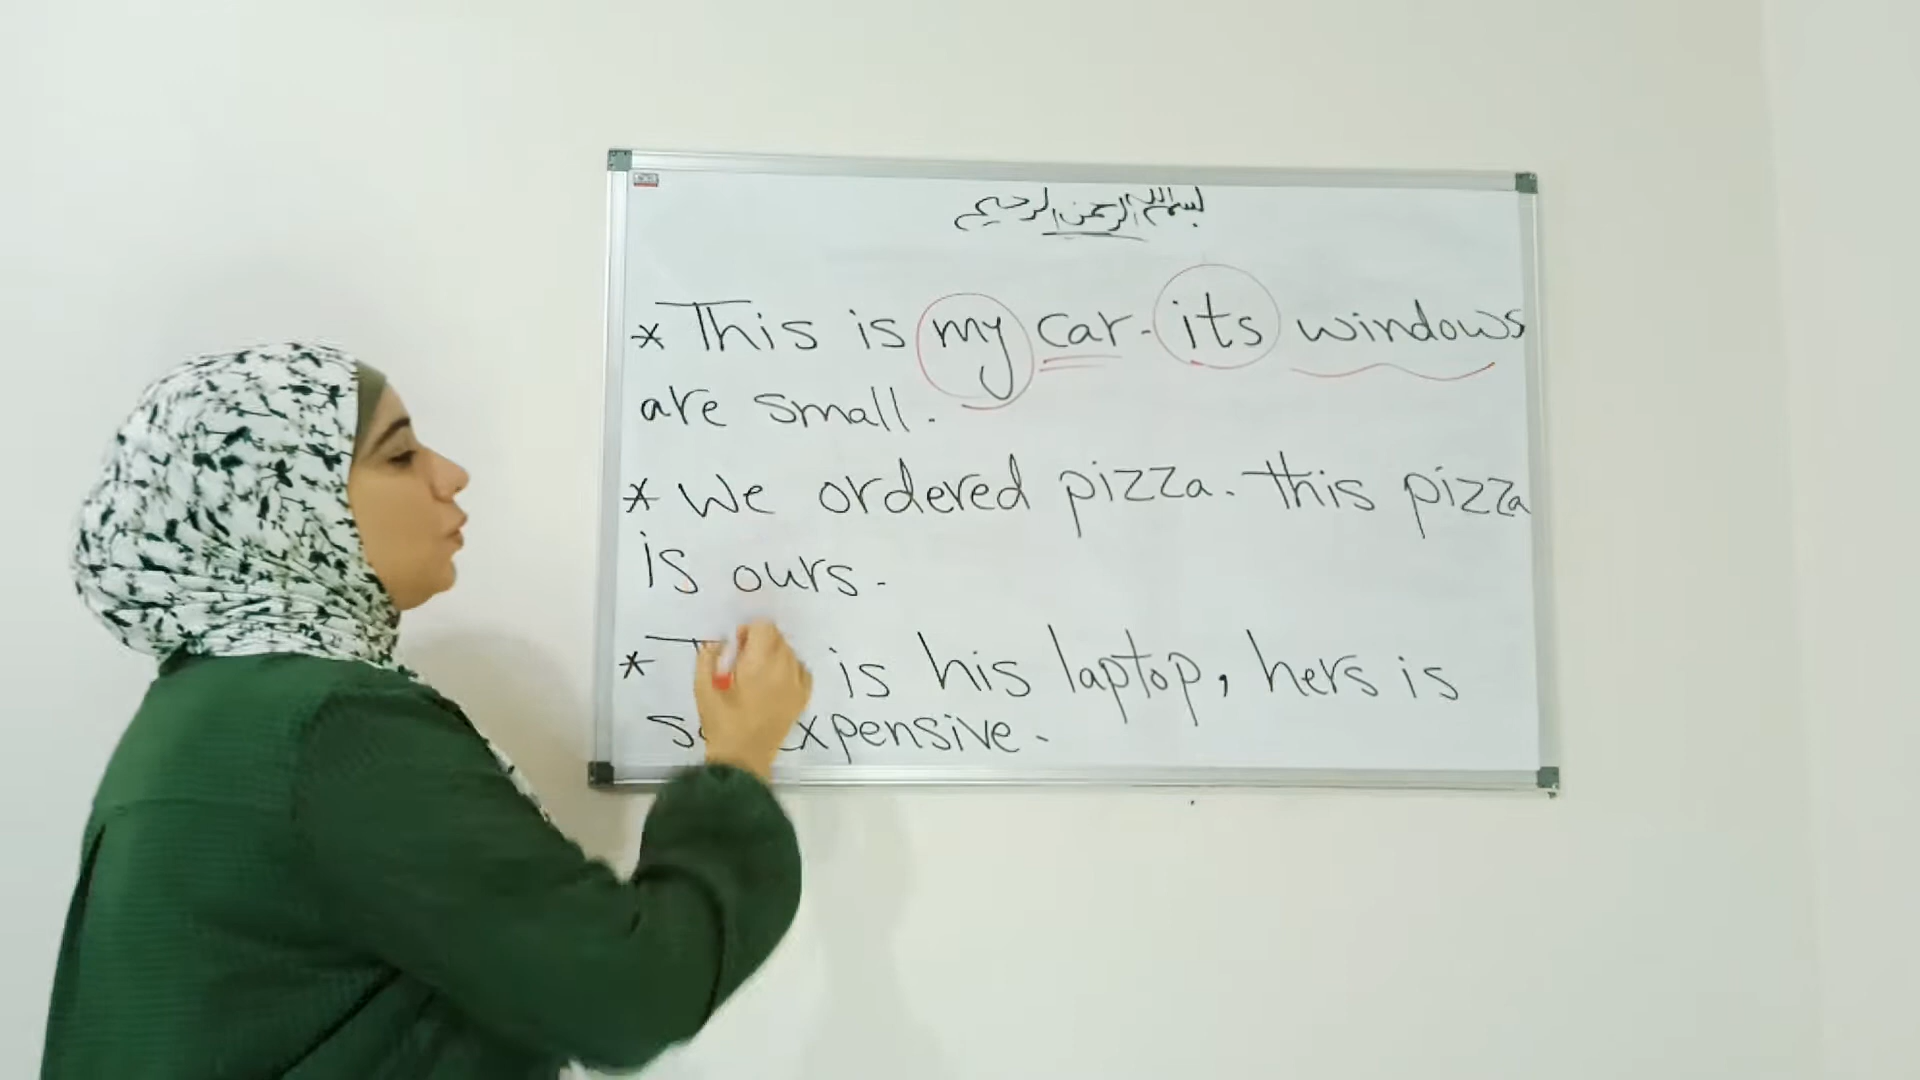 بسم الله الرحمن الرحيم
* This is my car. its windows
are small.
* We ordered pizza. this pizza
is ours.
* is his laptop, hers is
expensive.